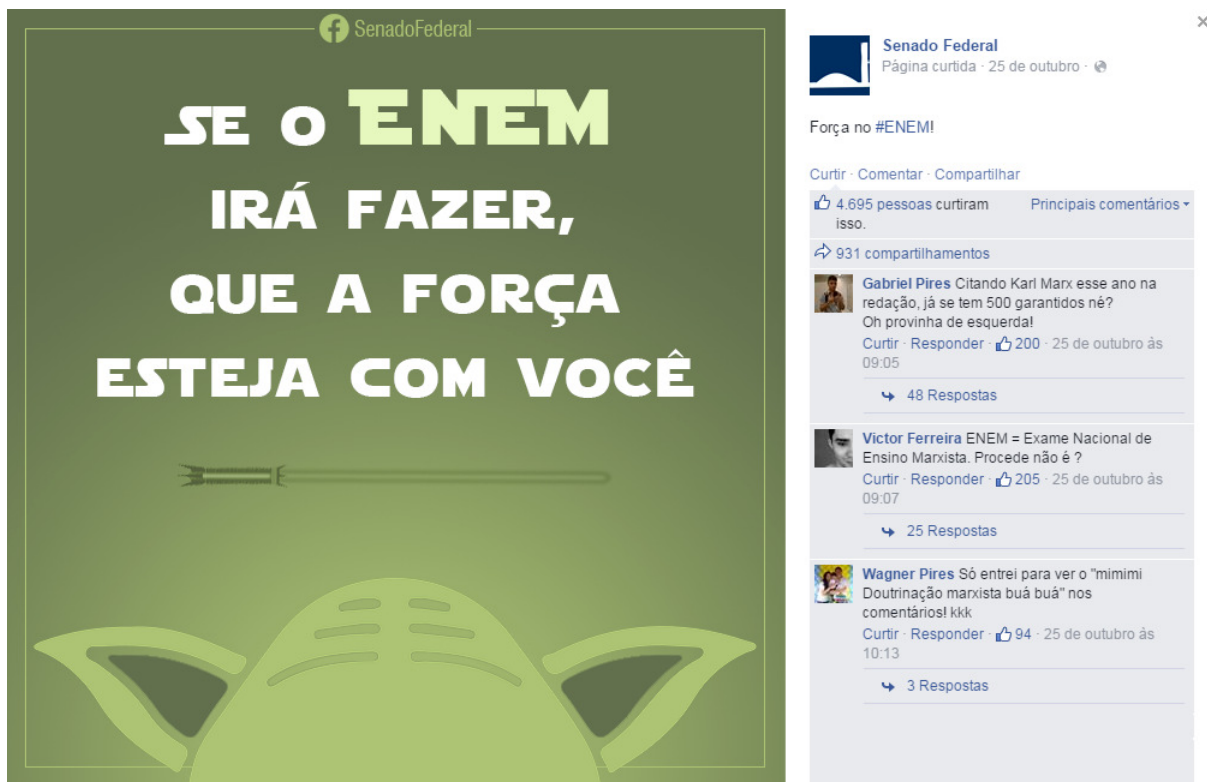 SenadoFederal
SE O ENEM
IRÁ FAZER,
QUE A FORÇA
ESTEJA COM VOCÊ
Senado Federal
Página curtida · 25 de outubro ·
Força no #ENEM!
Curtir · Comentar · Compartilhar
4.695 pessoas curtiram
isso.
Principais comentários
931 compartilhamentos
Gabriel Pires Citando Karl Marx esse ano na
redação, já se tem 500 garantidos né?
Oh provinha de esquerda!
Curtir · Responder · 200 · 25 de outubro às
09:05
48 Respostas
Victor Ferreira ENEM = Exame Nacional de
Ensino Marxista. Procede não é ?
Curtir · Responder · 205 · 25 de outubro às
09:07
25 Respostas
Wagner Pires Só entrei para ver o "mimimi
Doutrinação marxista buá buá" nos
comentários! kkk
Curtir · Responder · 94 · 25 de outubro às
10:13
3 Respostas